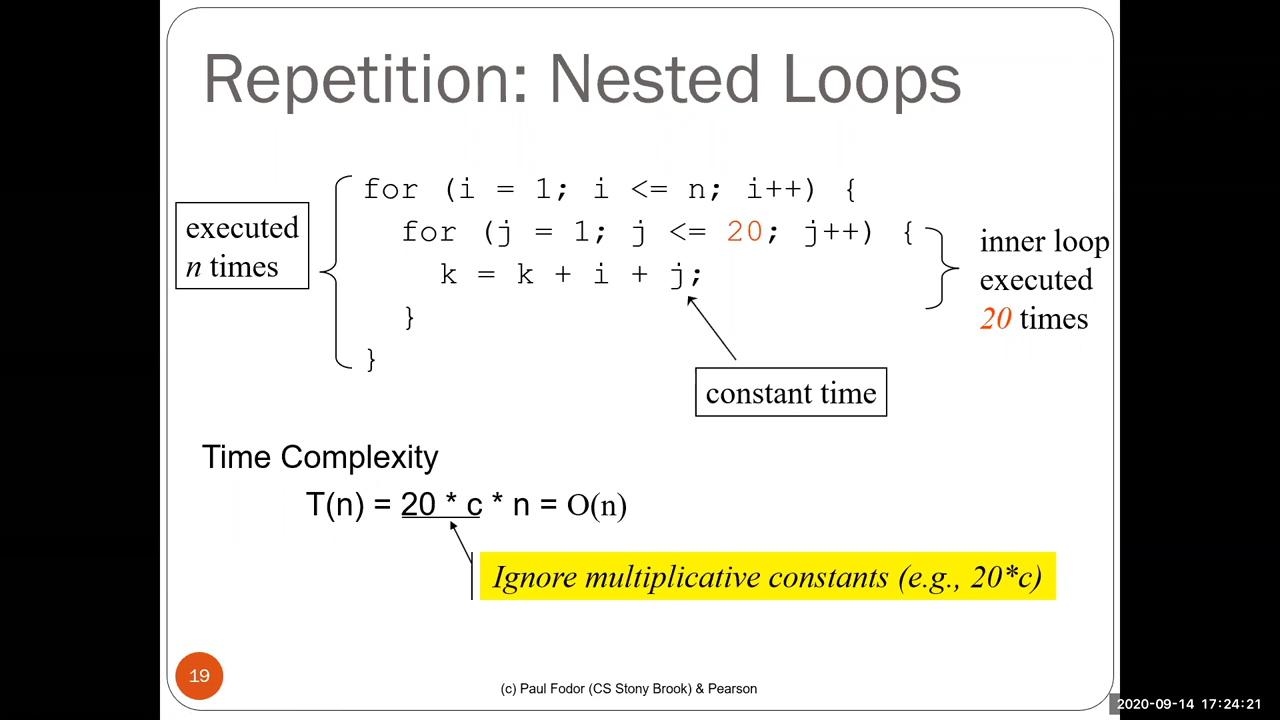 Repetition: Nested Loops
for (i = 1; i <= n; i++) {
for (j = 1; j <= 20; j++) {
k = k + i + j;
}
}
executed
n times
inner loop
executed
20 times
constant time
Time Complexity
T(n) = 20 * c * n = O(n)
Ignore multiplicative constants (e.g., 20*c)
19
(c) Paul Fodor (CS Stony Brook) & Pearson
2020-09-14 17:24:21